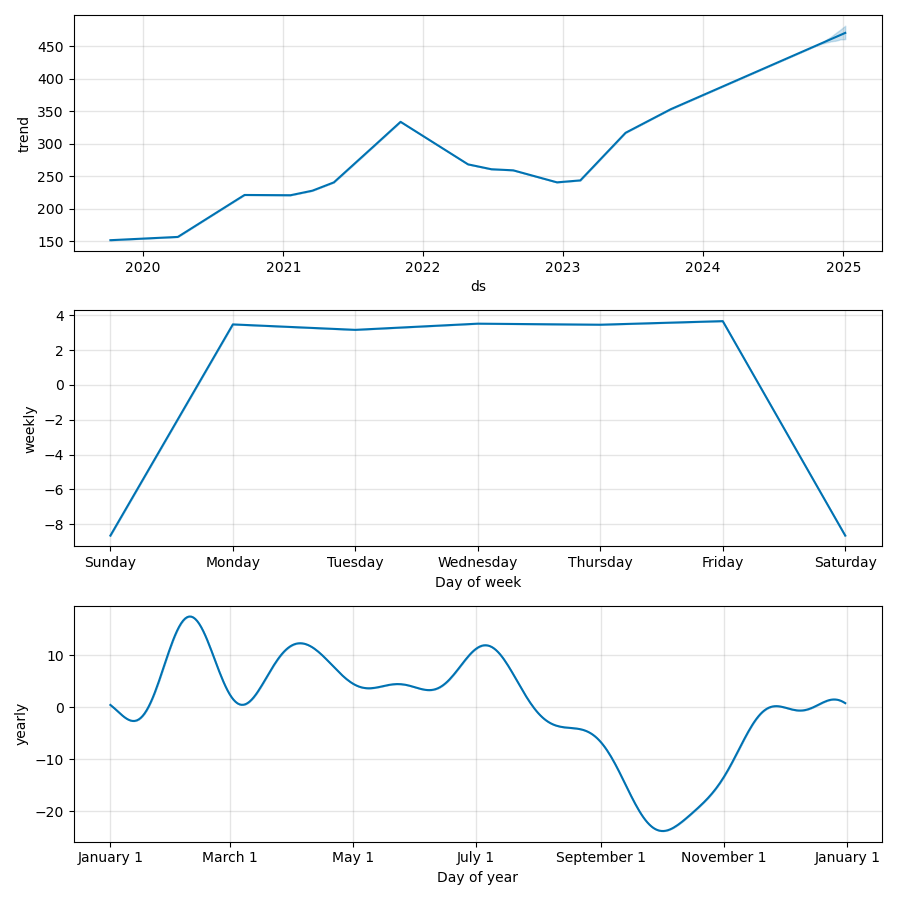 450
400
350
300
250
200
150
trend
2020 2021 2022 2023 2024 2025
ds
4
2
0
−2
−4
−6
−8
weekly
Sunday Monday Tuesday Wednesday Thursday Friday Saturday
Day of week
10
0
−10
−20
yearly
January 1 March 1 May 1 July 1 September 1 November 1 January 1
Day of year